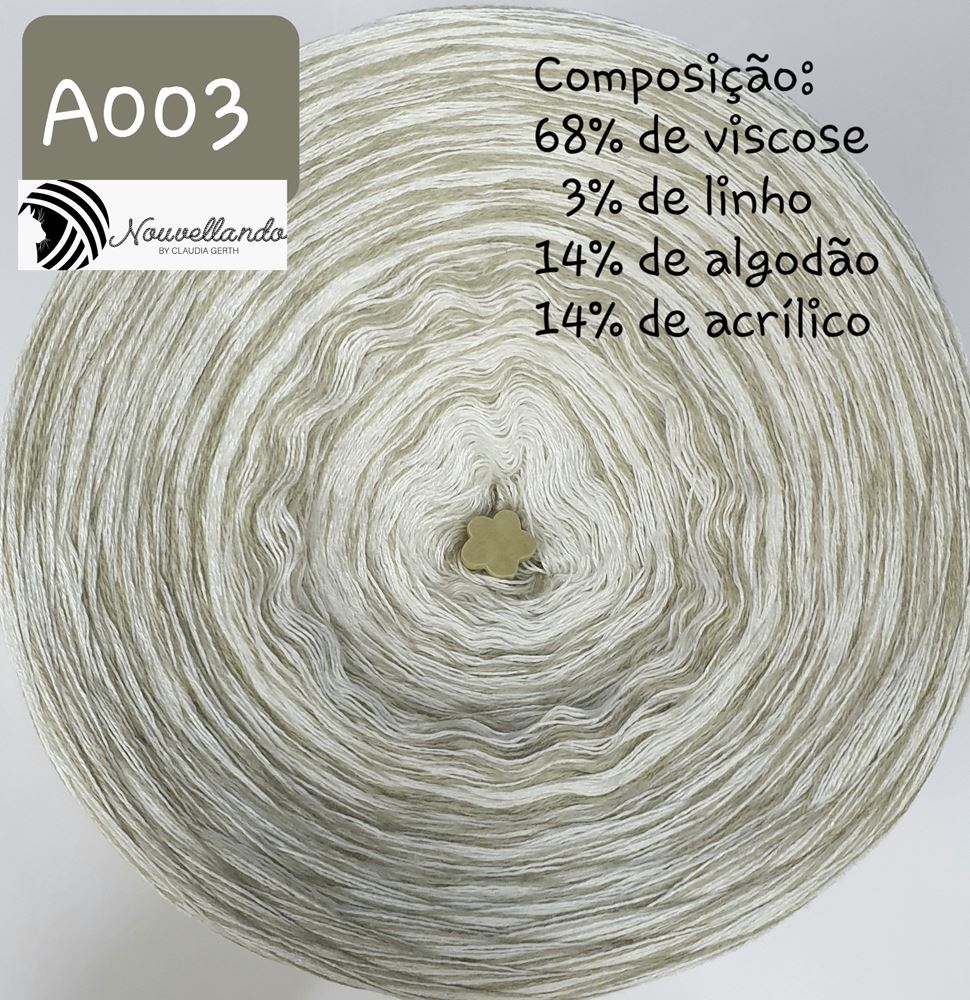 A003
Nouvellando
BY CLAUDIA GERTH
Composição:
68% de viscose
3% de linho
14% de algodão
14% de acrílico